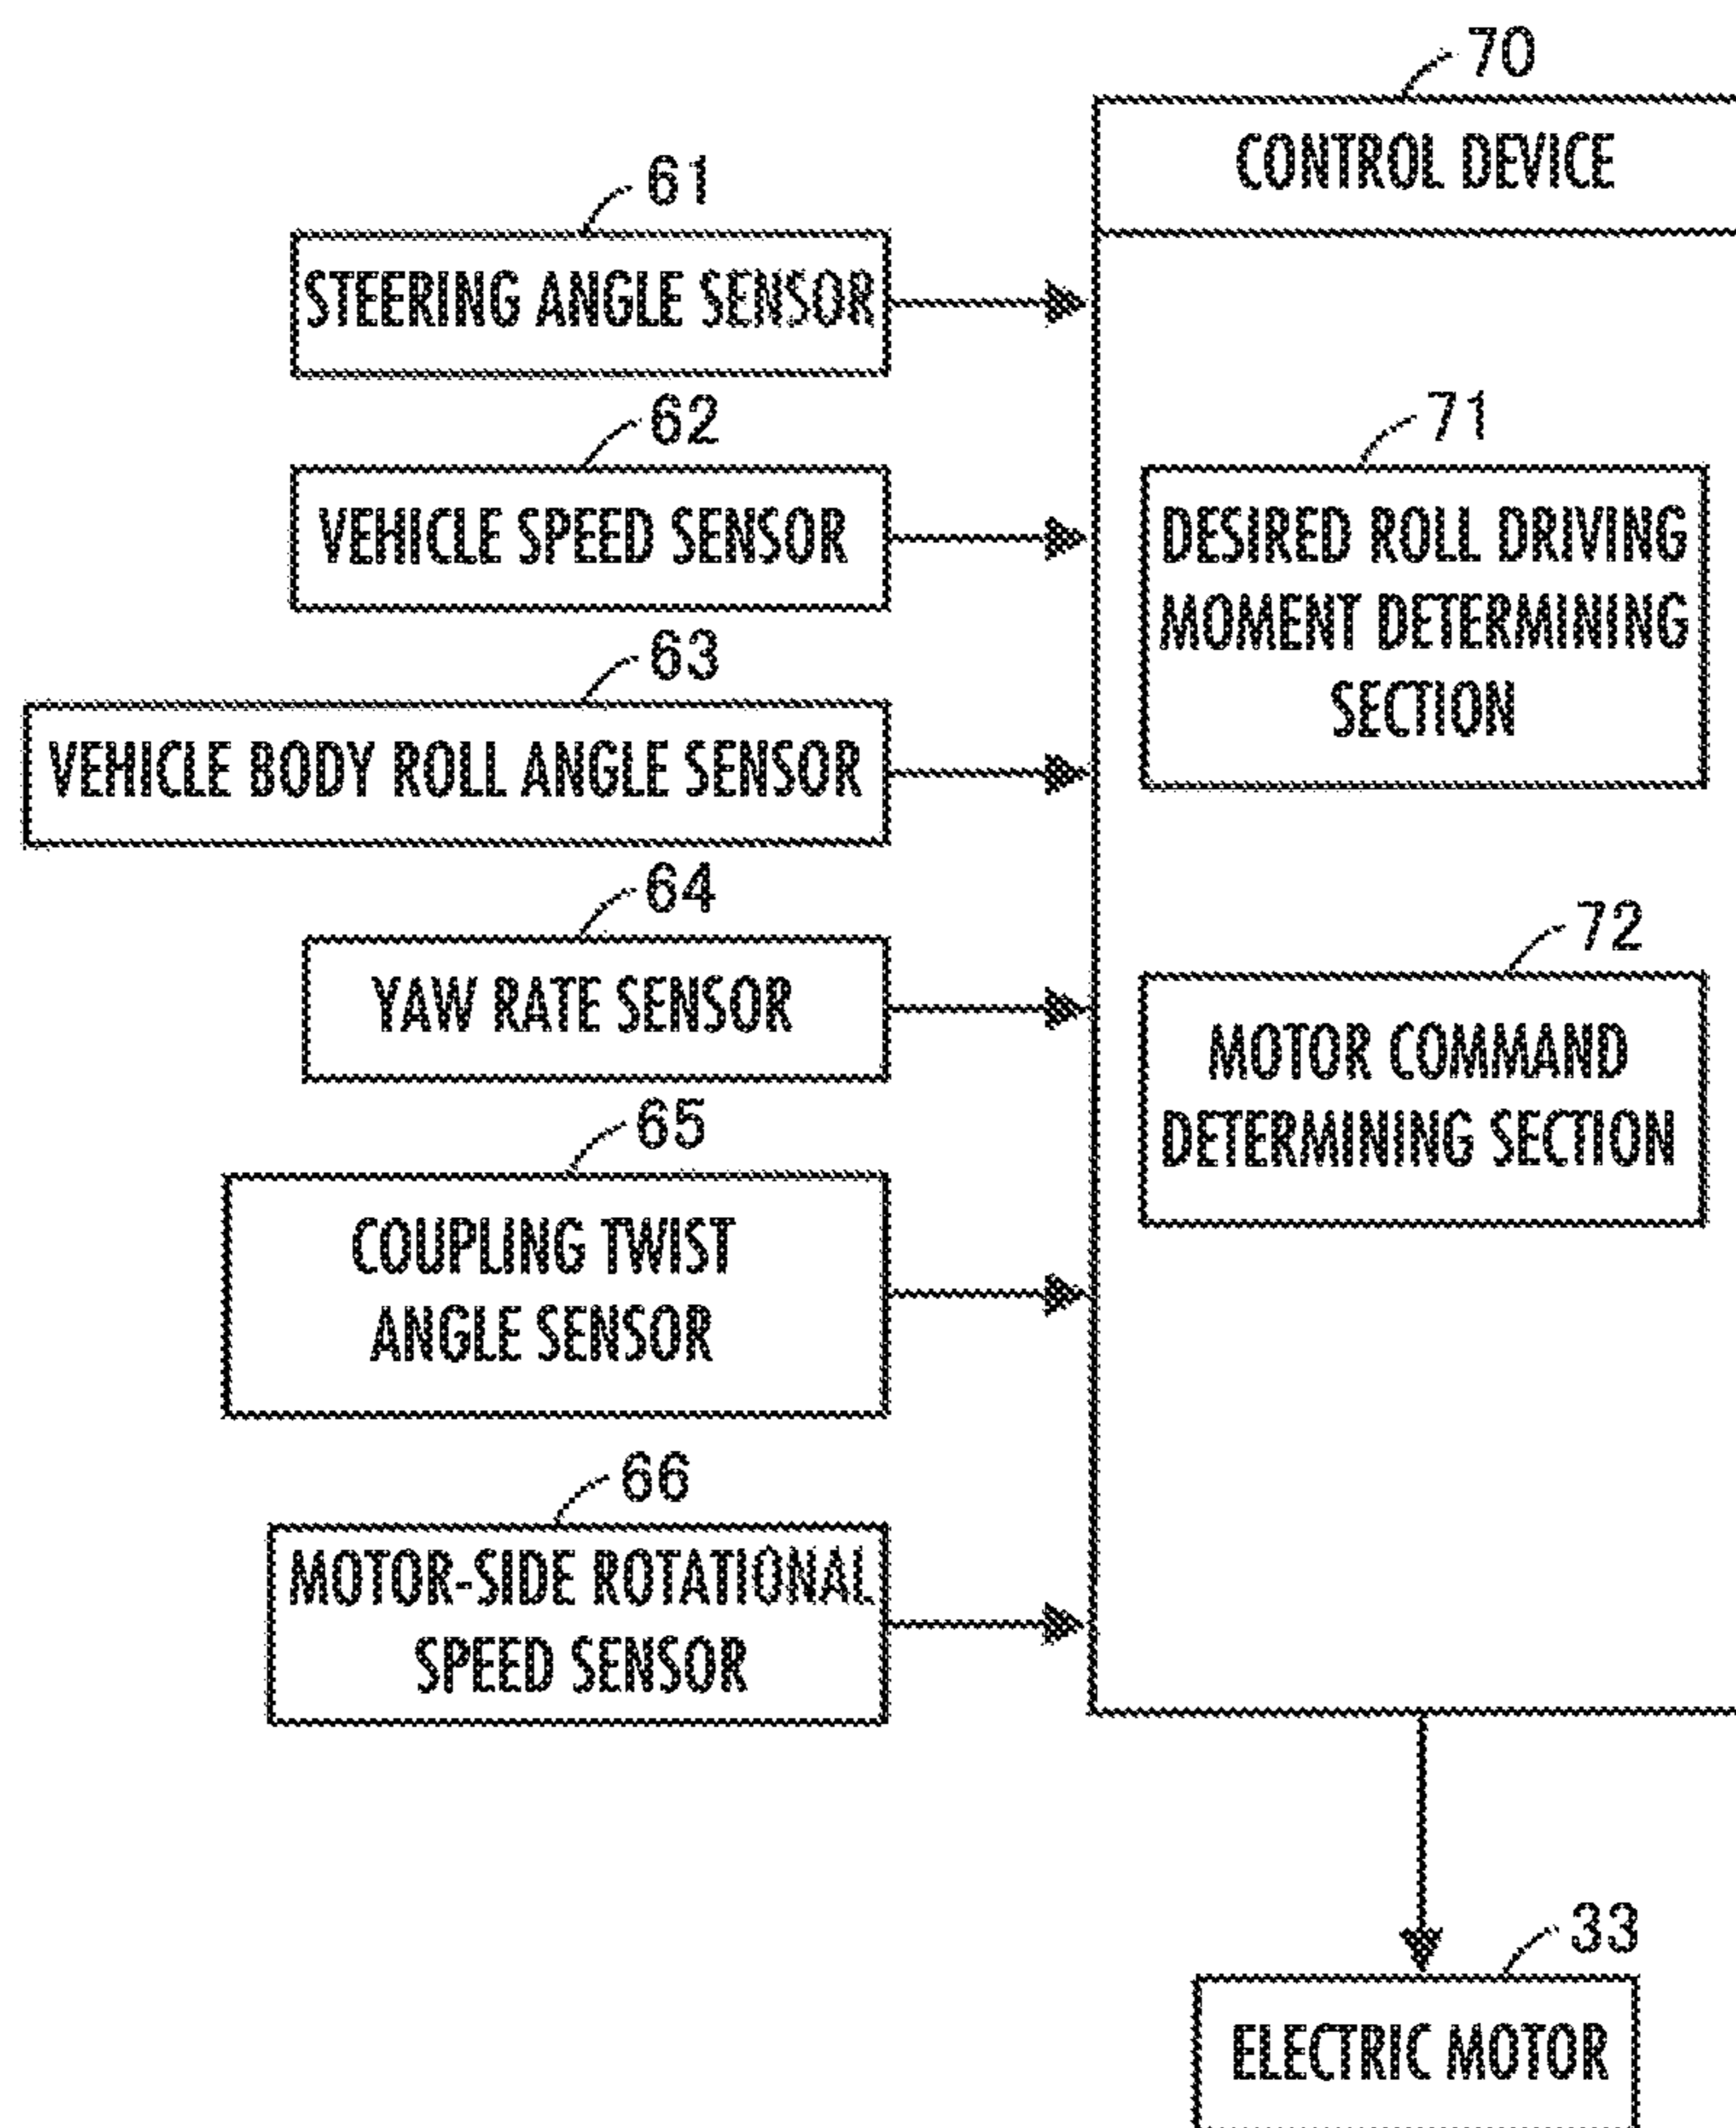 70
CONTROL DEVICE
61
STEERING ANGLE SENSOR
62
VEHICLE SPEED SENSOR
63
VEHICLE BODY ROLL ANGLE SENSOR
64
YAW RATE SENSOR
65
COUPLING TWIST
ANGLE SENSOR
66
MOTOR-SIDE ROTATIONAL
SPEED SENSOR
71
DESIRED ROLL DRIVING
MOMENT DETERMINING
SECTION
72
MOTOR COMMAND
DETERMINING SECTION
33
ELECTRIC MOTOR